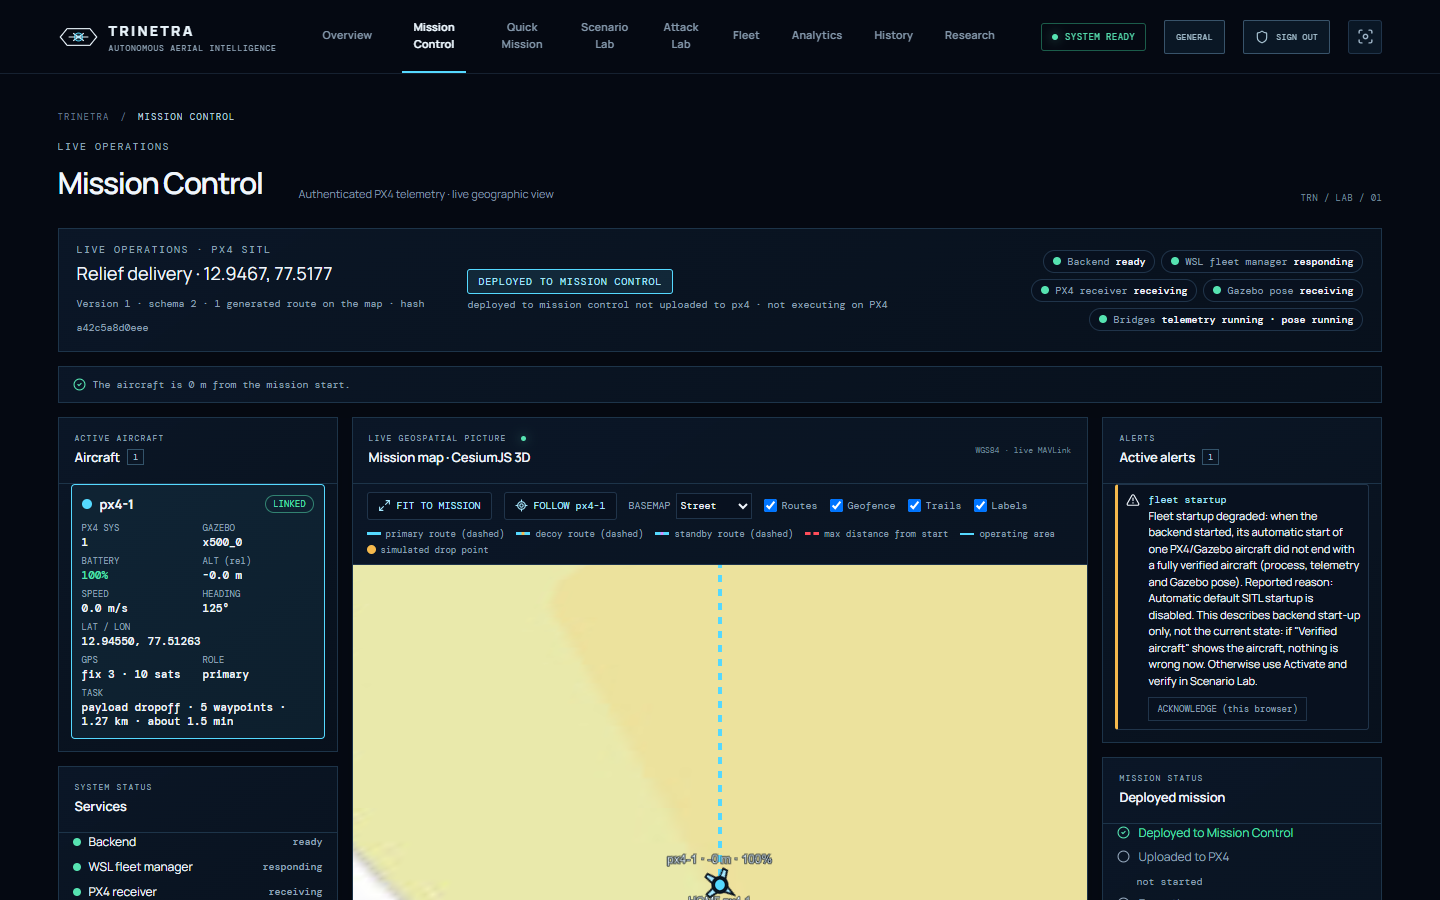 TRINETRA
AUTONOMOUS AERIAL INTELLIGENCE
Overview
Mission
Control
Quick
Mission
Scenario
Lab
Attack
Lab
Fleet
Analytics
History
Research
SYSTEM READY
GENERAL
SIGN OUT
TRINETRA / MISSION CONTROL
LIVE OPERATIONS
Mission Control
Authenticated PX4 telemetry · live geographic view
TRN / LAB / 01
LIVE OPERATIONS · PX4 SITL
Relief delivery · 12.9467, 77.5177
Version 1 · schema 2 · 1 generated route on the map · hash
a42c5a8d0eee
DEPLOYED TO MISSION CONTROL
deployed to mission control not uploaded to px4 · not executing on PX4
Backend ready
WSL fleet manager responding
PX4 receiver receiving
Gazebo pose receiving
Bridges telemetry running · pose running
The aircraft is 0 m from the mission start.
ACTIVE AIRCRAFT
Aircraft 1
px4-1
LINKED
PX4 SYS
GAZEBO
1
x500_0
BATTERY
ALT (rel)
100%
-0.0 m
SPEED
HEADING
0.0 m/s
125°
LAT / LON
12.94550, 77.51263
GPS
ROLE
fix 3 · 10 sats
primary
TASK
payload dropoff · 5 waypoints ·
1.27 km · about 1.5 min
SYSTEM STATUS
Services
Backend
ready
WSL fleet manager
responding
PX4 receiver
receiving
LIVE GEOSPATIAL PICTURE
Mission map · CesiumJS 3D
WGS84 · live MAVLink
FIT TO MISSION
FOLLOW px4-1
BASEMAP
Street
Routes
Geofence
Trails
Labels
primary route (dashed)
decoy route (dashed)
standby route (dashed)
max distance from start
operating area
simulated drop point
px4-1 · -0 m · 100%
ALERTS
Active alerts 1
fleet startup
Fleet startup degraded: when the
backend started, its automatic start of
one PX4/Gazebo aircraft did not end with
a fully verified aircraft (process, telemetry
and Gazebo pose). Reported reason:
Automatic default SITL startup is
disabled. This describes backend start-up
only, not the current state: if "Verified
aircraft" shows the aircraft, nothing is
wrong now. Otherwise use Activate and
verify in Scenario Lab.
ACKNOWLEDGE (this browser)
MISSION STATUS
Deployed mission
Deployed to Mission Control
Uploaded to PX4
not started